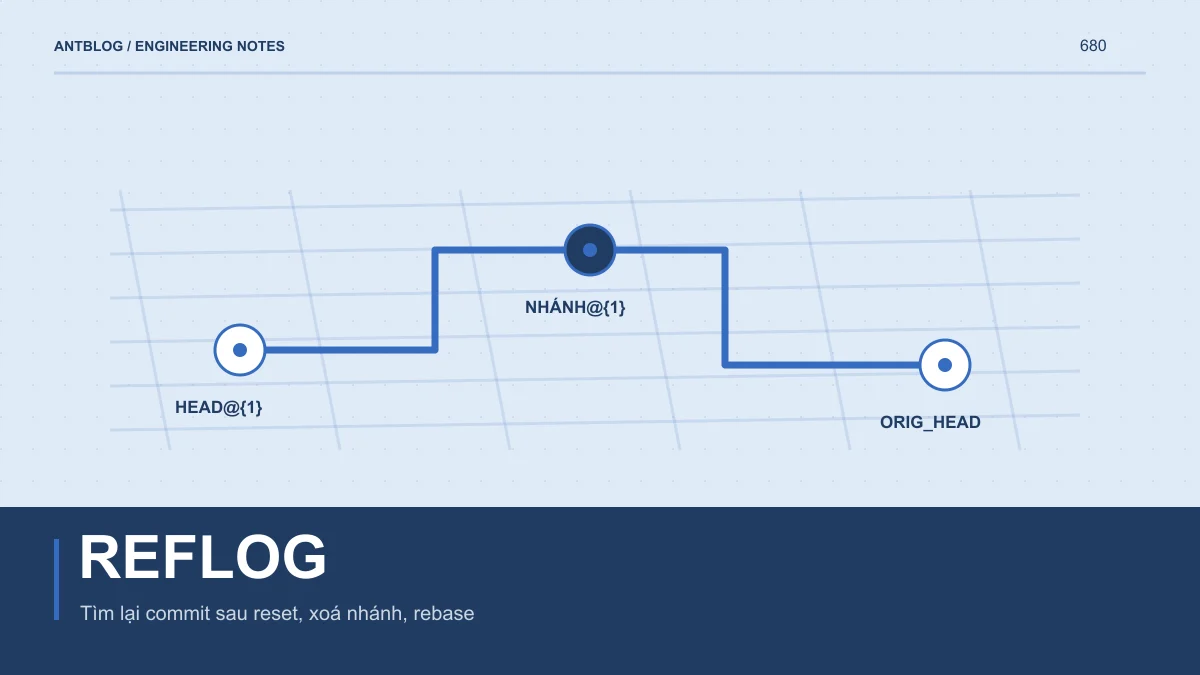 ANTBLOG / ENGINEERING NOTES
680
NHÁNH@{1}
HEAD@{1}
ORIG_HEAD
REFLOG
Tìm lại commit sau reset, xoá nhánh, rebase